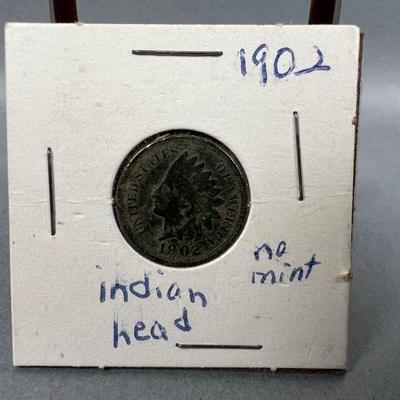 1902
UNITED STATES OF AMERICA
1902
no
mint
indian
head